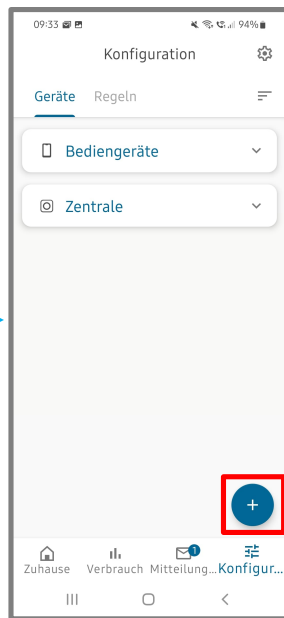 09:33 94%
Konfiguration
Geräte Regeln
Bediengeräte
Zentrale
+
1
Zuhause Verbrauch Mitteilung... Konfigur...